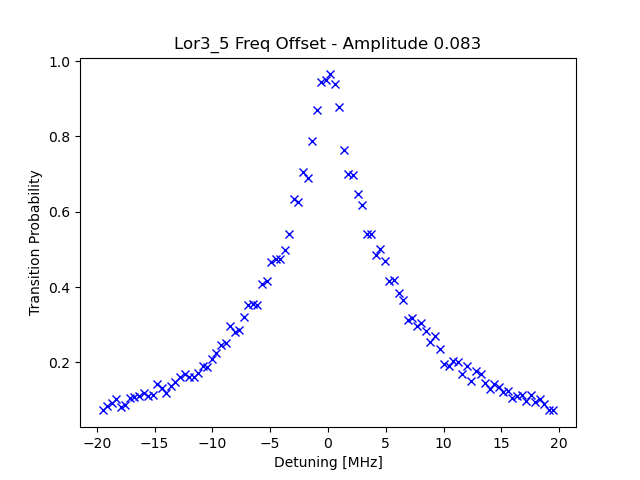 Lor3_5 Freq Offset - Amplitude 0.083
1.0
0.8
0.6
0.4
0.2
Transition Probability
−20 −15 −10 −5 0 5 10 15 20
Detuning [MHz]